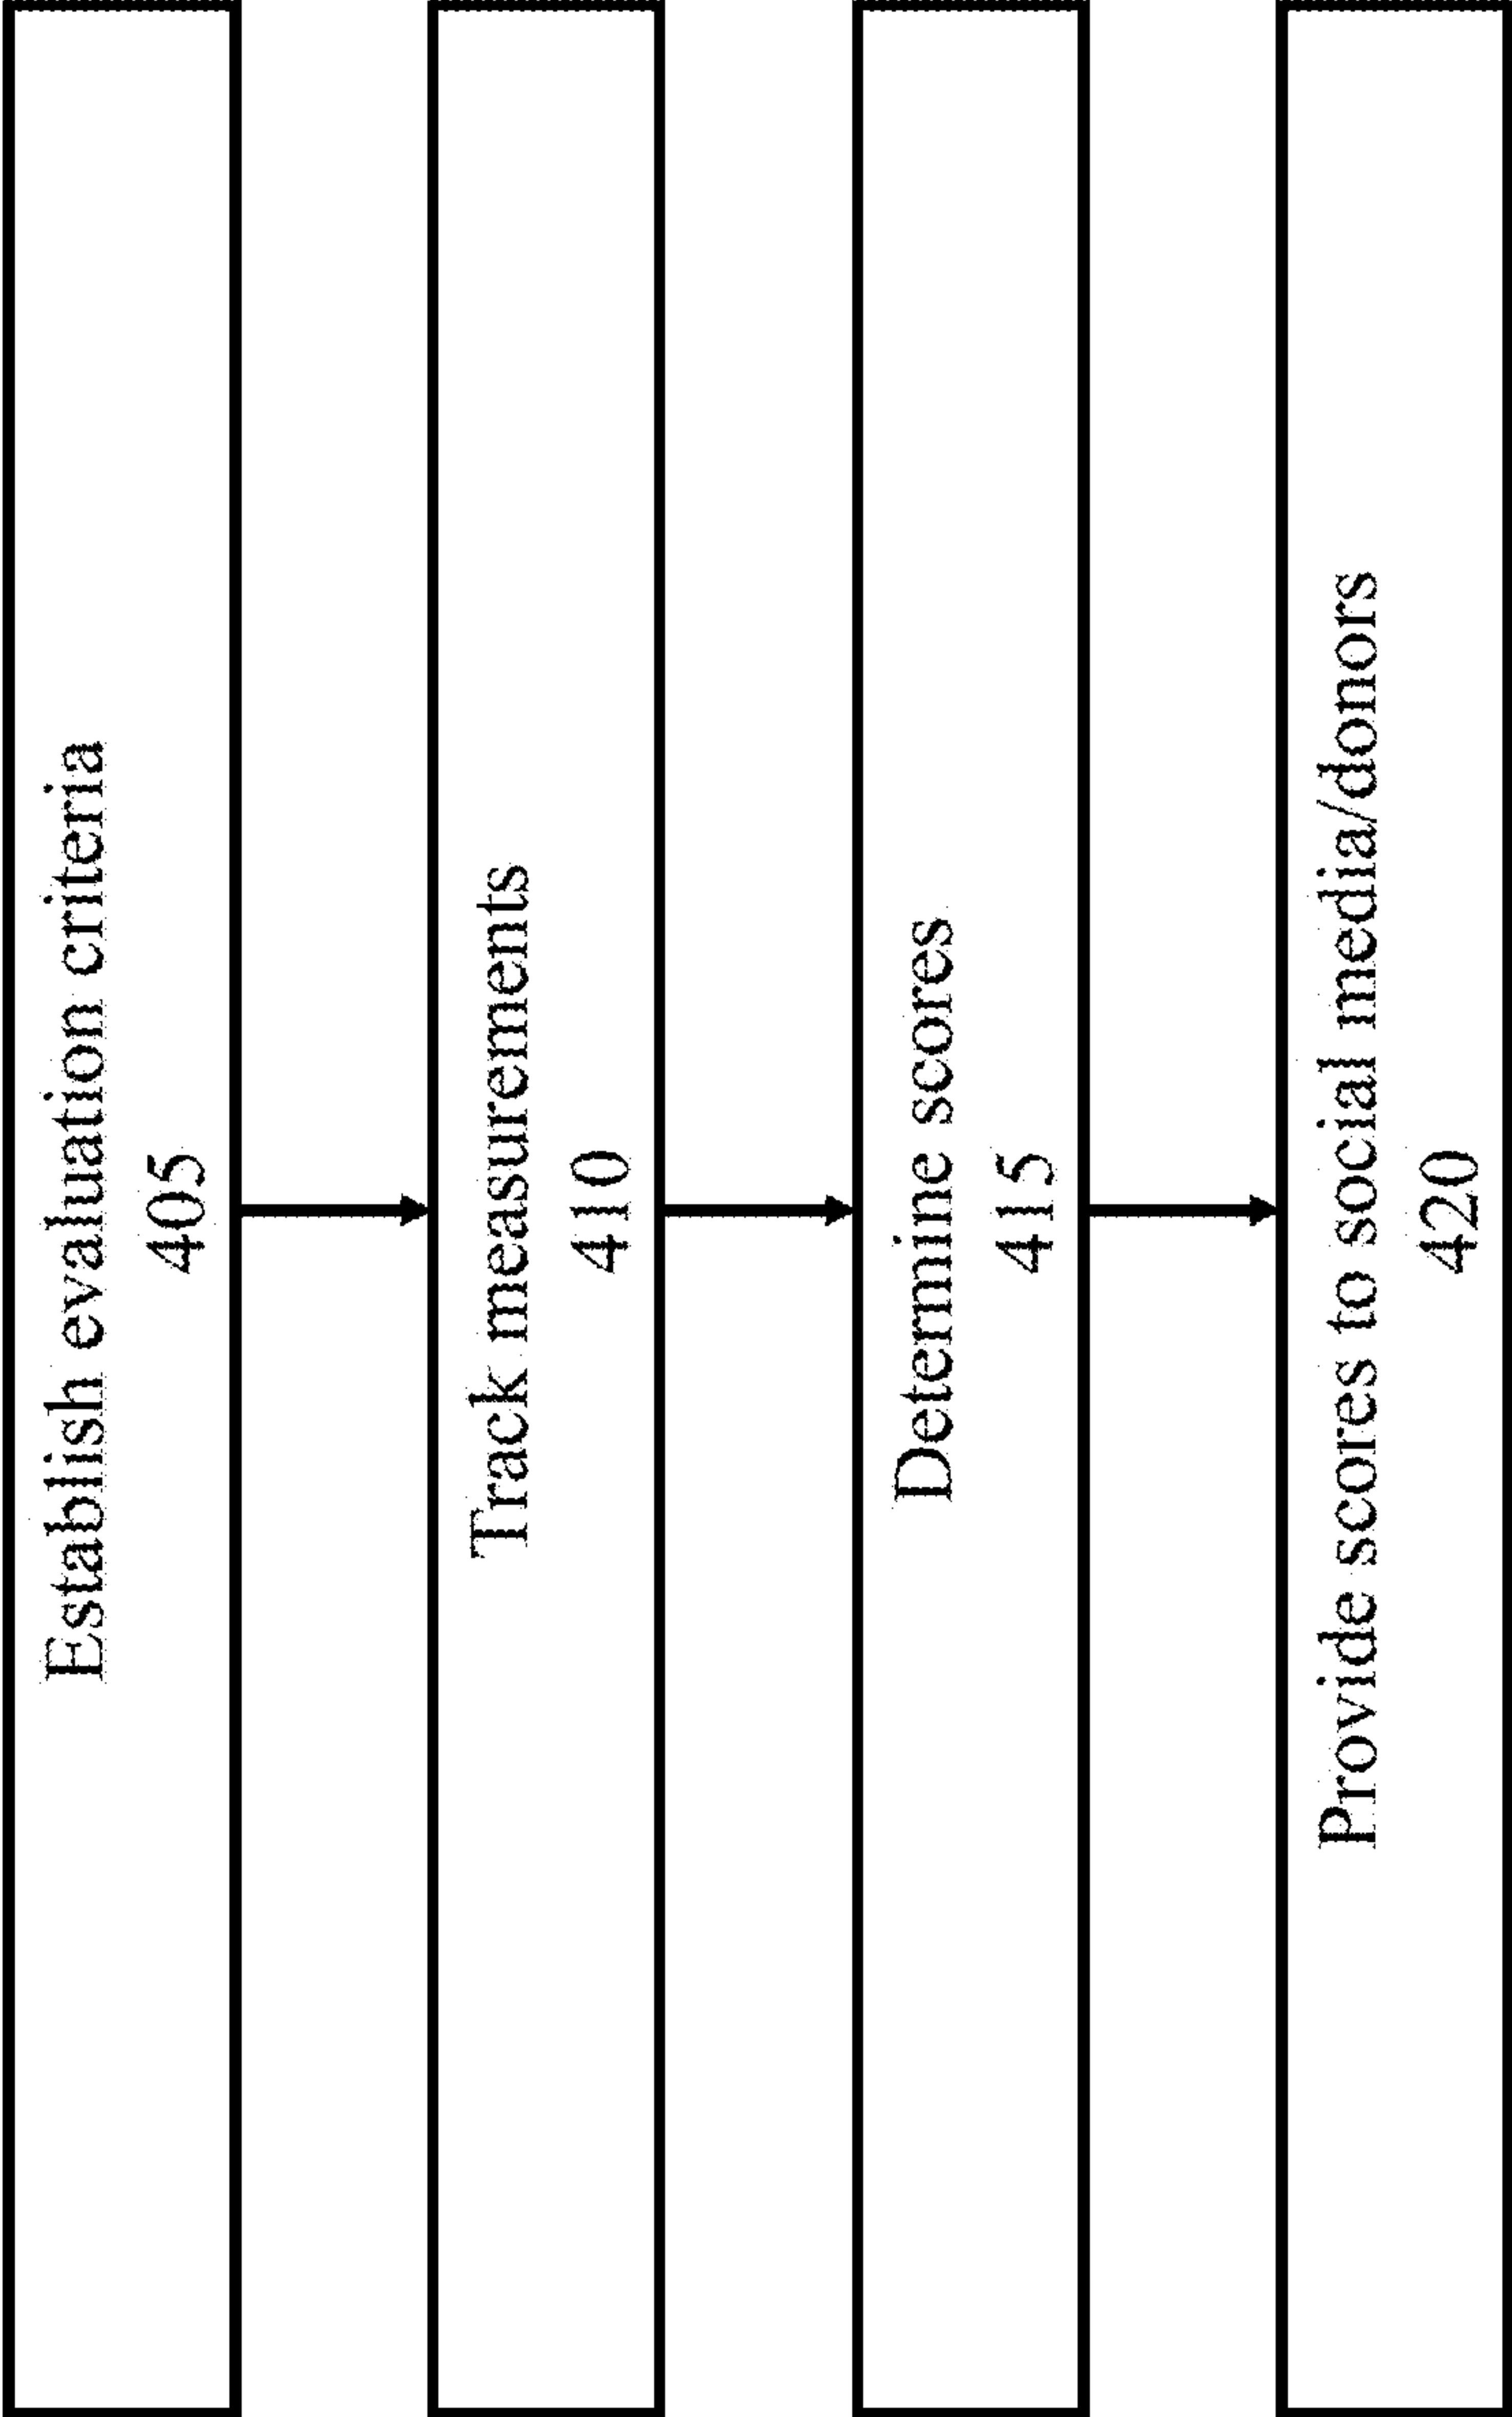 Establish evaluation criteria
405
Track measurements
410
Determine scores
415
Provide scores to social media/donors
420